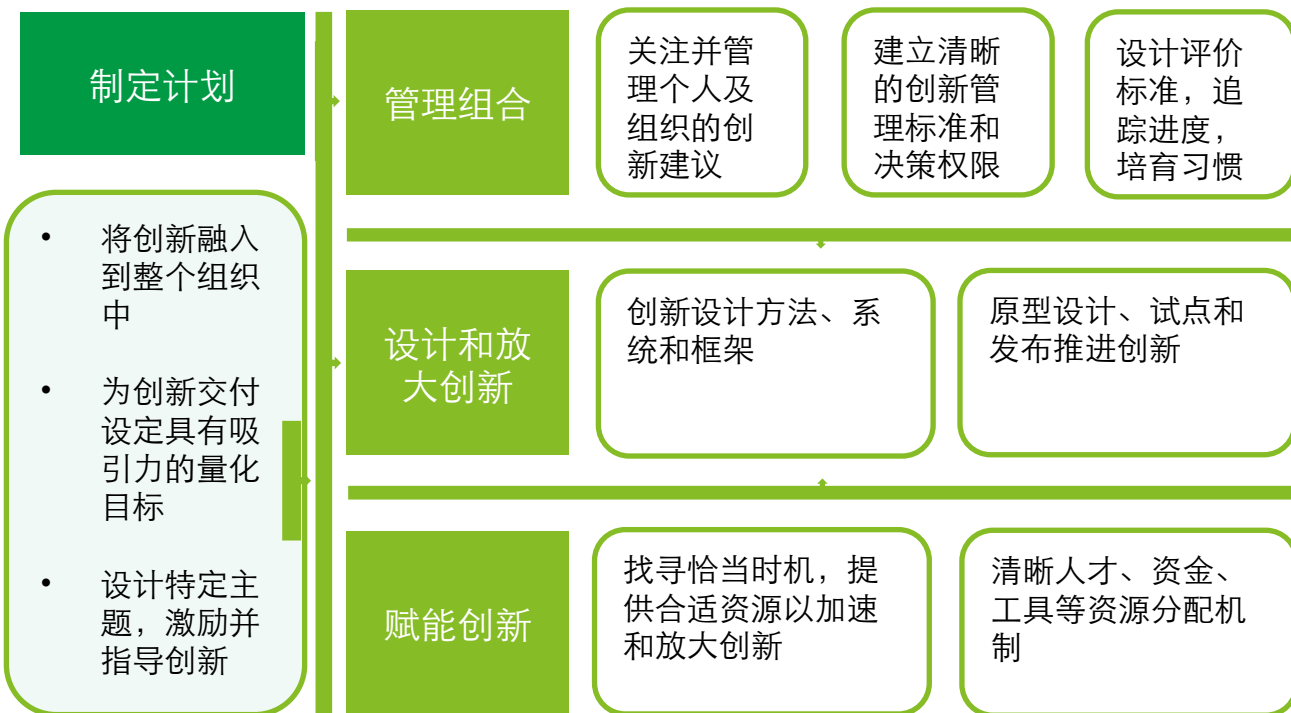 制定计划
• 将创新融入
到整个组织
中
• 为创新交付
设定具有吸
引力的量化
目标
• 设计特定主
题，激励并
指导创新
管理组合
关注并管
理个人及
组织的创
新建议
建立清晰
的创新管
理标准和
决策权限
设计评价
标准，追
踪进度，
培育习惯
设计和放
大创新
创新设计方法、系
统和框架
原型设计、试点和
发布推进创新
赋能创新
找寻恰当时机，提
供合适资源以加速
和放大创新
清晰人才、资金、
工具等资源分配机
制